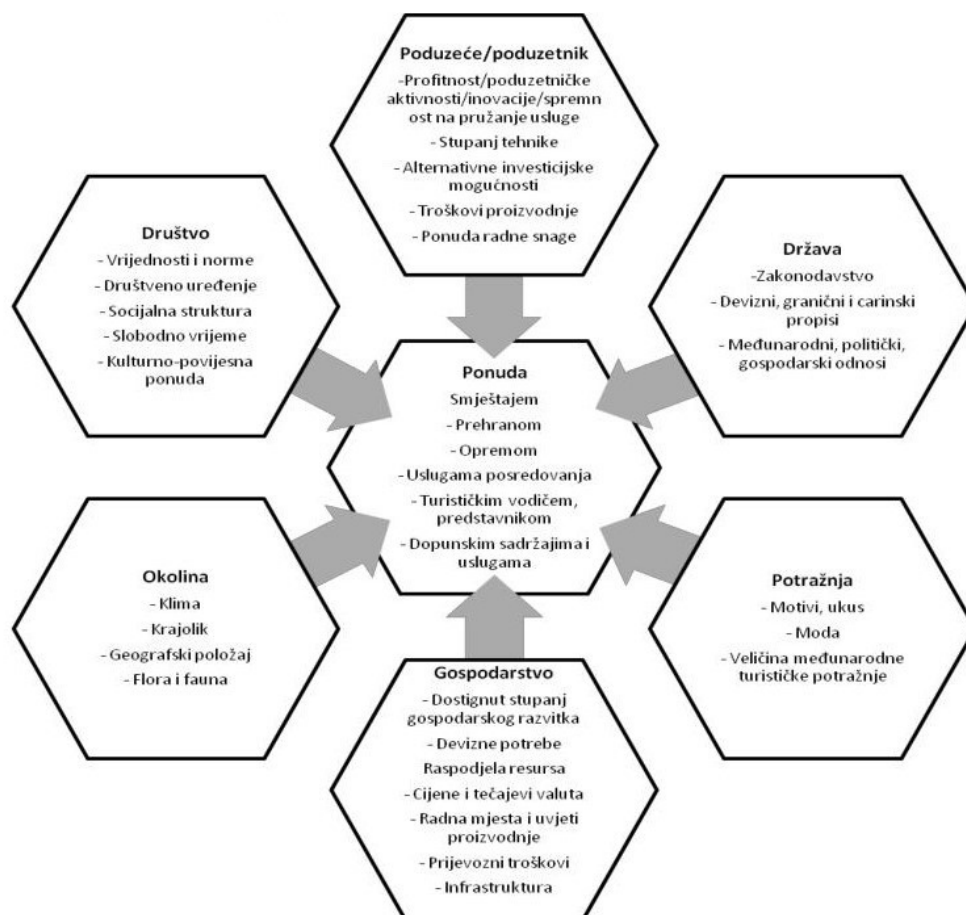 Poduzeće/poduzetnik
-Profitnost/poduzetničke
aktivnosti/inovacije/spremn
ost na pružanje usluge
- Stupanj tehnike
- Alternativne investicijske
mogućnosti
- Troškovi proizvodnje
- Ponuda radne snage
Društvo
- Vrijednosti i norme
- Društveno uređenje
- Socijalna struktura
- Slobodno vrijeme
- Kulturno-povijesna
ponuda
Država
-Zakonodavstvo
- Devizni, granični i carinski
propisi
- Međunarodni, politički,
gospodarski odnosi
Ponuda
Smještajem
- Prehranom
- Opremom
- Uslugama posredovanja
- Turističkim vodičem,
predstavnikom
- Dopunskim sadržajima i
uslugama
Okolina
- Klima
- Krajolik
- Geografski položaj
- Flora i fauna
Potražnja
- Motivi, ukus
- Moda
- Veličina međunarodne
turističke potražnje
Gospodarstvo
- Dostignut stupanj
gospodarskog razvitka
- Devizne potrebe
Raspodjela resursa
- Cijene i tečajevi valuta
- Radna mjesta i uvjeti
proizvodnje
- Prijevozni troškovi
- Infrastruktura